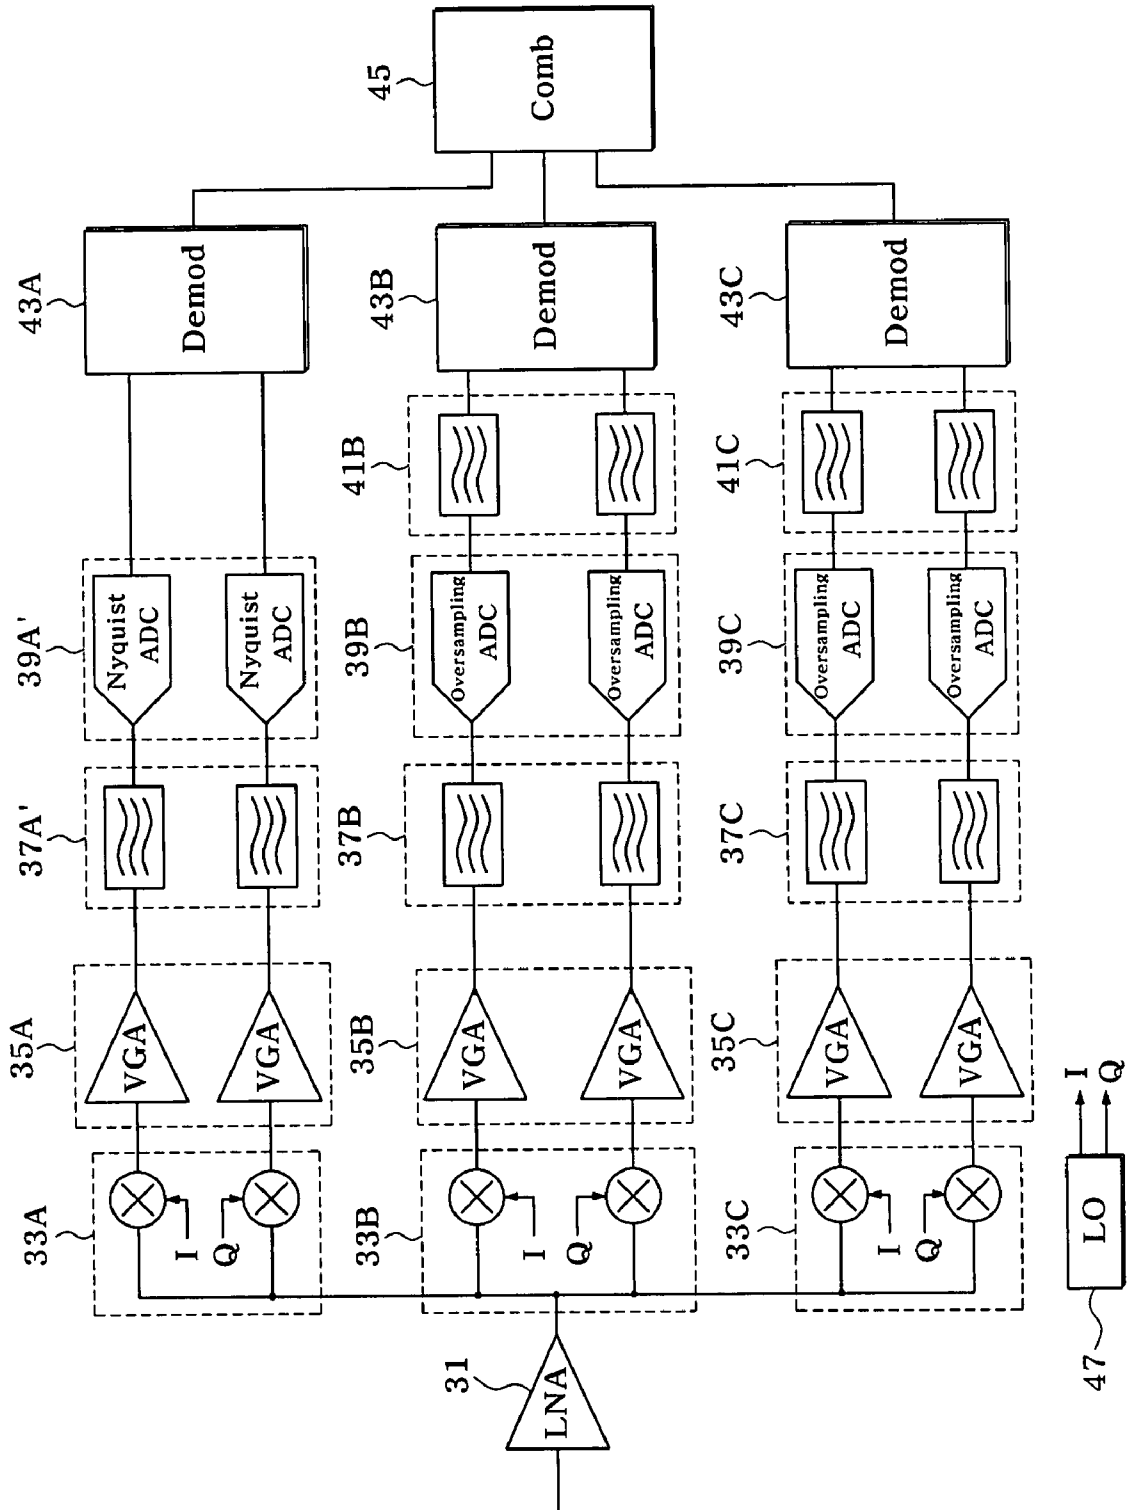 31
LNA
33A
I
Q
35A
VGA
VGA
37A'
39A'
Nyquist
ADC
Nyquist
ADC
43A
Demod
33B
I
Q
35B
VGA
VGA
37B
39B
Oversampling
ADC
Oversampling
ADC
41B
43B
Demod
45
Comb
33C
I
Q
35C
VGA
VGA
37C
39C
Oversampling
ADC
Oversampling
ADC
41C
43C
Demod
47
LO
I
Q